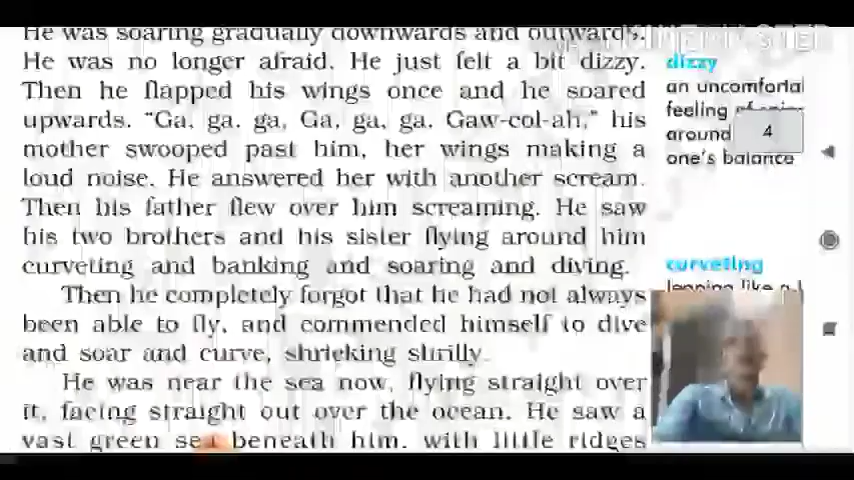 He was soaring gradually downwards and outwards.
He was no longer afraid. He just felt a bit dizzy.
Then he flapped his wings once and he soared
upwards. “Ga, ga, ga, Ga, ga, ga. Gaw-col-ah,” his
mother swooped past him, her wings making a
loud noise. He answered her with another scream.
Then his father flew over him screaming. He saw
his two brothers and his sister flying around him
curveting and banking and soaring and diving.
Then he completely forgot that he had not always
been able to fly, and commended himself to dive
and soar and curve, shrieking shrilly.
He was near the sea now, flying straight over
it, facing straight out over the ocean. He saw a
vast green sea beneath him, with little ridges
dizzy
an uncomfortal
feeling of
around
one’s balance
4
curveting
leaping like a